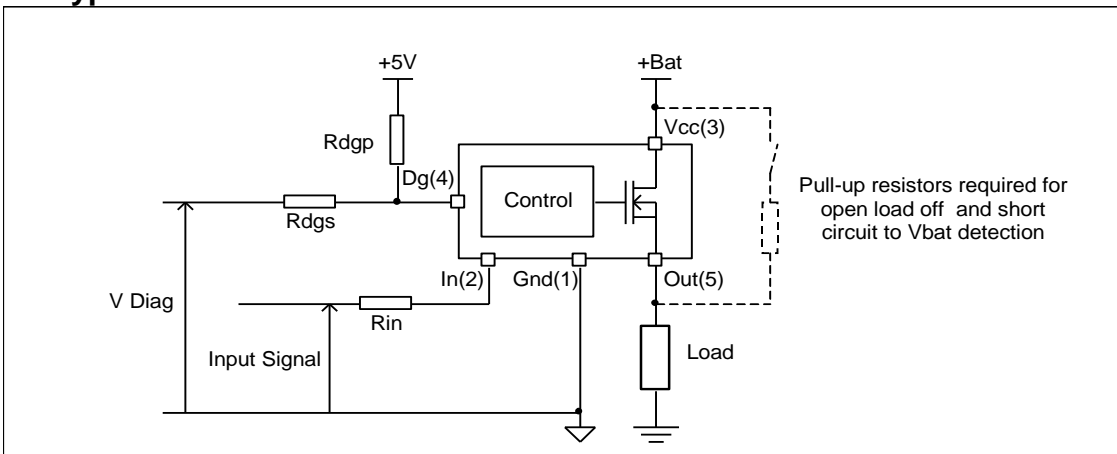 +5V
+Bat
Rdgp
Vcc(3)
Dg(4)
Control
Rdgs
Pull-up resistors required for
open load off and short
circuit to Vbat detection
In(2)
Gnd(1)
Out(5)
V Diag
Rin
Input Signal
Load